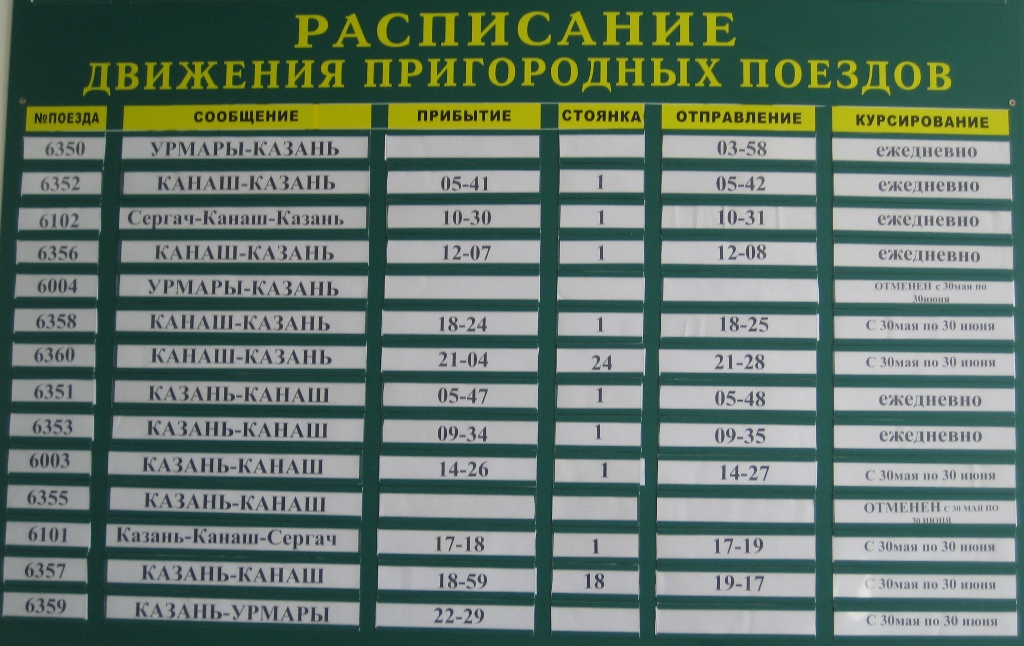 РАСПИСАНИЕ
ДВИЖЕНИЯ ПРИГОРОДНЫХ ПОЕЗДОВ
№ПОЕЗДА СООБЩЕНИЕ ПРИБЫТИЕ СТОЯНКА ОТПРАВЛЕНИЕ КУРСИРОВАНИЕ
6350 УРМАРЫ-КАЗАНЬ 03-58 ежедневно
6352 КАНАШ-КАЗАНЬ 05-41 1 05-42 ежедневно
6102 Сергач-Канаш-Казань 10-30 1 10-31 ежедневно
6356 КАНАШ-КАЗАНЬ 12-07 1 12-08 ежедневно
6004 УРМАРЫ-КАЗАНЬ ОТМЕНЕН с 30мая по
30июня
6358 КАНАШ-КАЗАНЬ 18-24 1 18-25 С 30мая по 30 июня
6360 КАНАШ-КАЗАНЬ 21-04 24 21-28 С 30мая по 30 июня
6351 КАЗАНЬ-КАНАШ 05-47 1 05-48 ежедневно
6353 КАЗАНЬ-КАНАШ 09-34 1 09-35 ежедневно
6003 КАЗАНЬ-КАНАШ 14-26 1 14-27 С 30мая по 30 июня
6355 КАЗАНЬ-КАНАШ ОТМЕНЕН С 30 МАЯ ПО
30 ИЮНЯ
6101 Казань-Канаш-Сергач 17-18 1 17-19 С 30мая по 30 июня
6357 КАЗАНЬ-КАНАШ 18-59 18 19-17 С 30мая по 30 июня
6359 КАЗАНЬ-УРМАРЫ 22-29 С 30мая по 30 июня